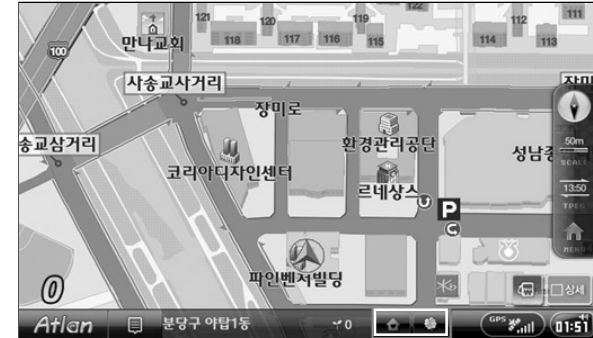 121
120
119
122
112
111
만나교회
118
117
116
115
114
113
100
사송교사거리
장미
장미로
송교삼거리
환경관리공단
50m
SCALE
성남종
코리아디자인센터
르네상스
13:50
TPEG
P
MENU
파인벤처빌딩
0
상세
Atlan
분당구 야탑1동
0
GPS
01:51